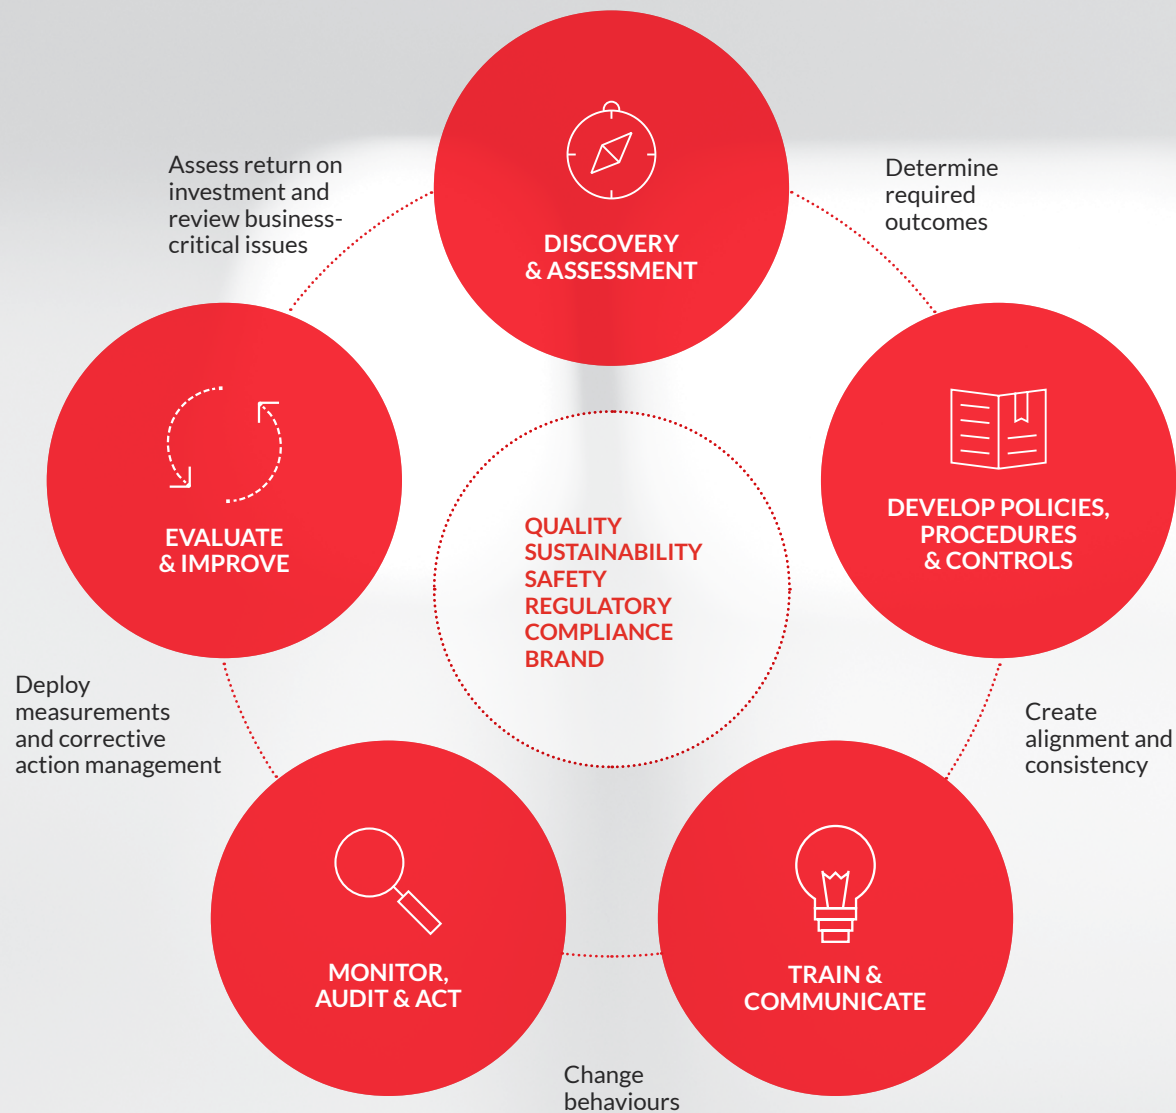 DISCOVERY
& ASSESSMENT
Assess return on
investment and
review business-
critical issues
Determine
required
outcomes
EVALUATE
& IMPROVE
DEVELOP POLICIES,
PROCEDURES
& CONTROLS
QUALITY
SUSTAINABILITY
SAFETY
REGULATORY
COMPLIANCE
BRAND
Deploy
measurements
and corrective
action management
Create
alignment and
consistency
MONITOR,
AUDIT & ACT
TRAIN &
COMMUNICATE
Change
behaviours